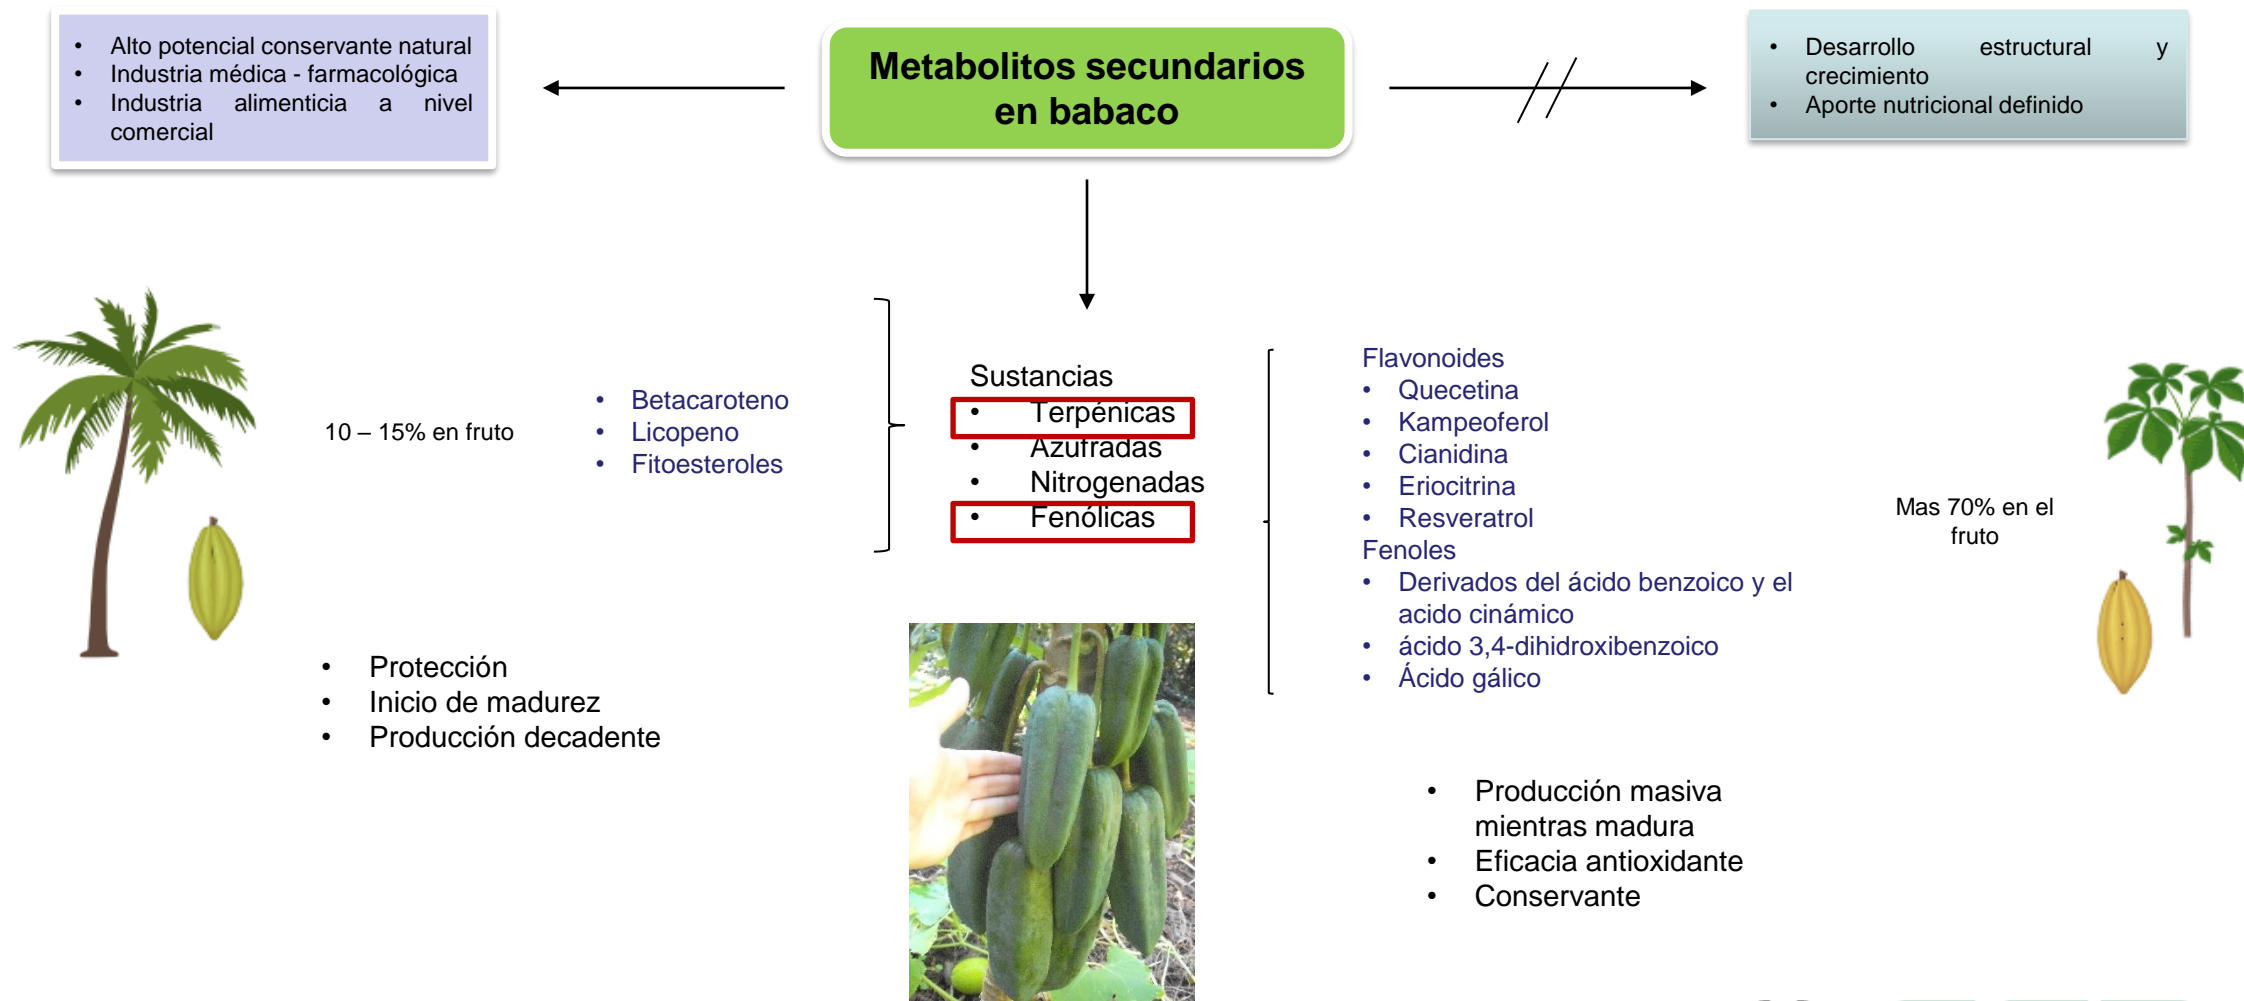 • Alto potencial conservante natural
• Industria médica - farmacológica
• Industria alimenticia a nivel
comercial
Metabolitos secundarios
en babaco
• Desarrollo estructural y
crecimiento
• Aporte nutricional definido
10 – 15% en fruto
• Betacaroteno
• Licopeno
• Fitoesteroles
Sustancias
• Terpénicas
• Azufradas
• Nitrogenadas
• Fenólicas
Flavonoides
• Quecetina
• Kampeoferol
• Cianidina
• Eriocitrina
• Resveratrol
Fenoles
• Derivados del ácido benzoico y el
acido cinámico
• ácido 3,4-dihidroxibenzoico
• Ácido gálico
Mas 70% en el
fruto
• Protección
• Inicio de madurez
• Producción decadente
• Producción masiva
mientras madura
• Eficacia antioxidante
• Conservante